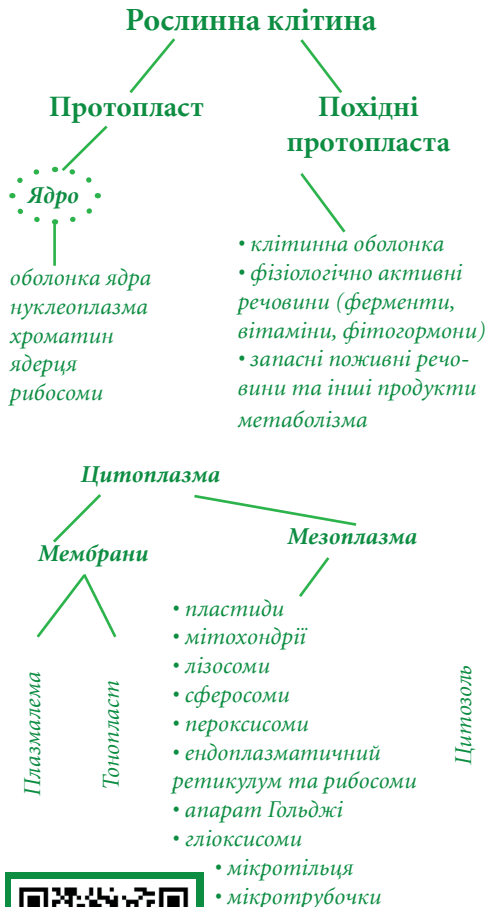 Рослинна клітина
Протопласт
Похідні
протопласта
Ядро
оболонка ядра
нуклеоплазма
хроматин
ядерця
рибосоми
• клітинна оболонка
• фізіологічно активні
речовини (ферменти,
вітаміни, фітогормони)
• запасні поживні речо-
вини та інші продукти
метаболізма
Цитоплазма
Мембрани
Мезоплазма
Плазмалема
Тонопласт
• пластиди
• мітохондрії
• лізосоми
• сферосоми
• пероксисоми
• ендоплазматичний
ретикулум та рибосоми
• апарат Гольджі
• гліоксисоми
• мікротільця
• мікротрубочки
Цитозоль